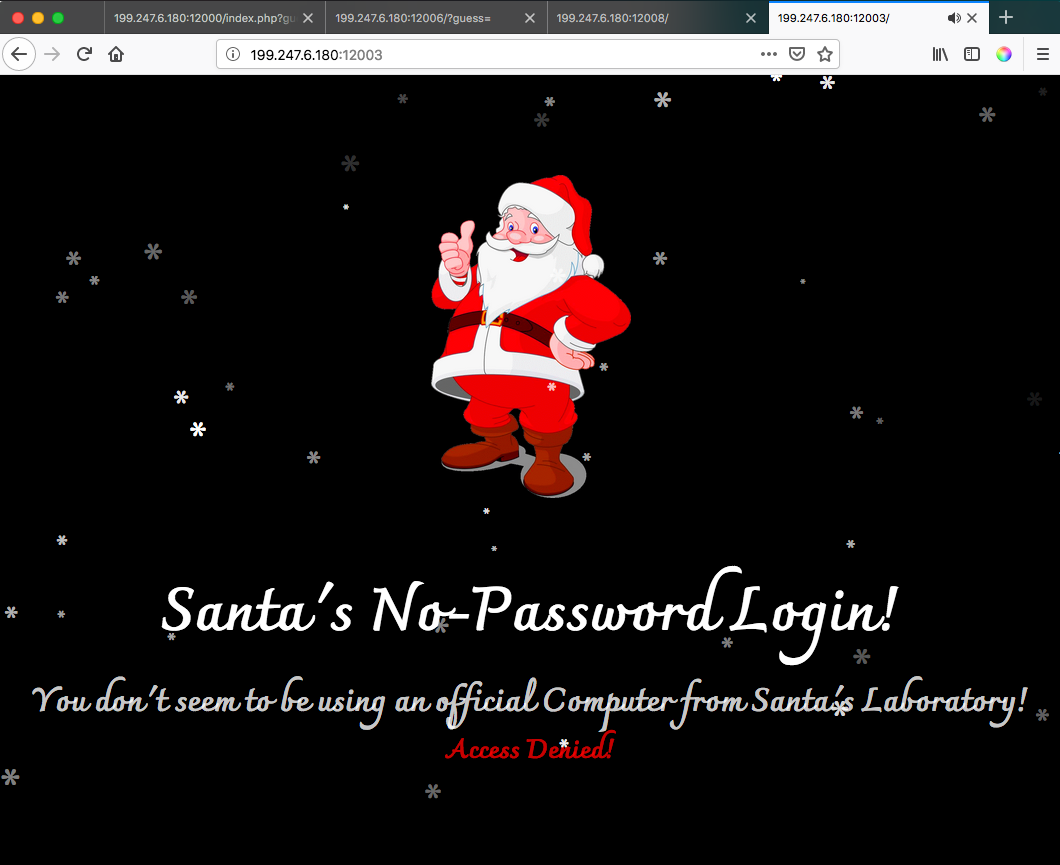 199.247.6.180:12000/index.php?gu
199.247.6.180:12006/?guess=
199.247.6.180:12008/
199.247.6.180:12003/
199.247.6.180:12003
Santa's No-Password Login!
You don't seem to be using an official Computer from Santa's Laboratory!
Access Denied!